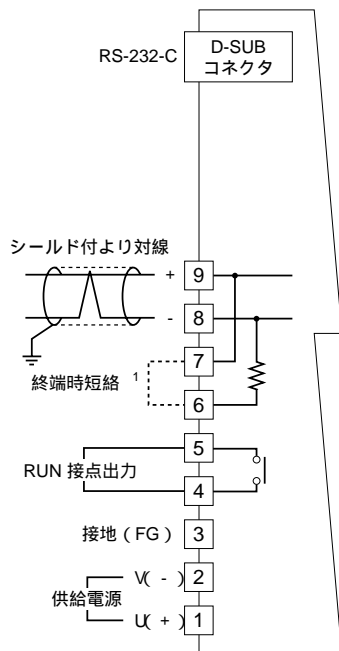 RS-232-C
D-SUB
コネクタ
シールド付より対線
+ 9
- 8
7
終端時短絡 1
6
5
RUN 接点出力
4
接地（FG） 3
V( - ) 2
供給電源
U( + ) 1